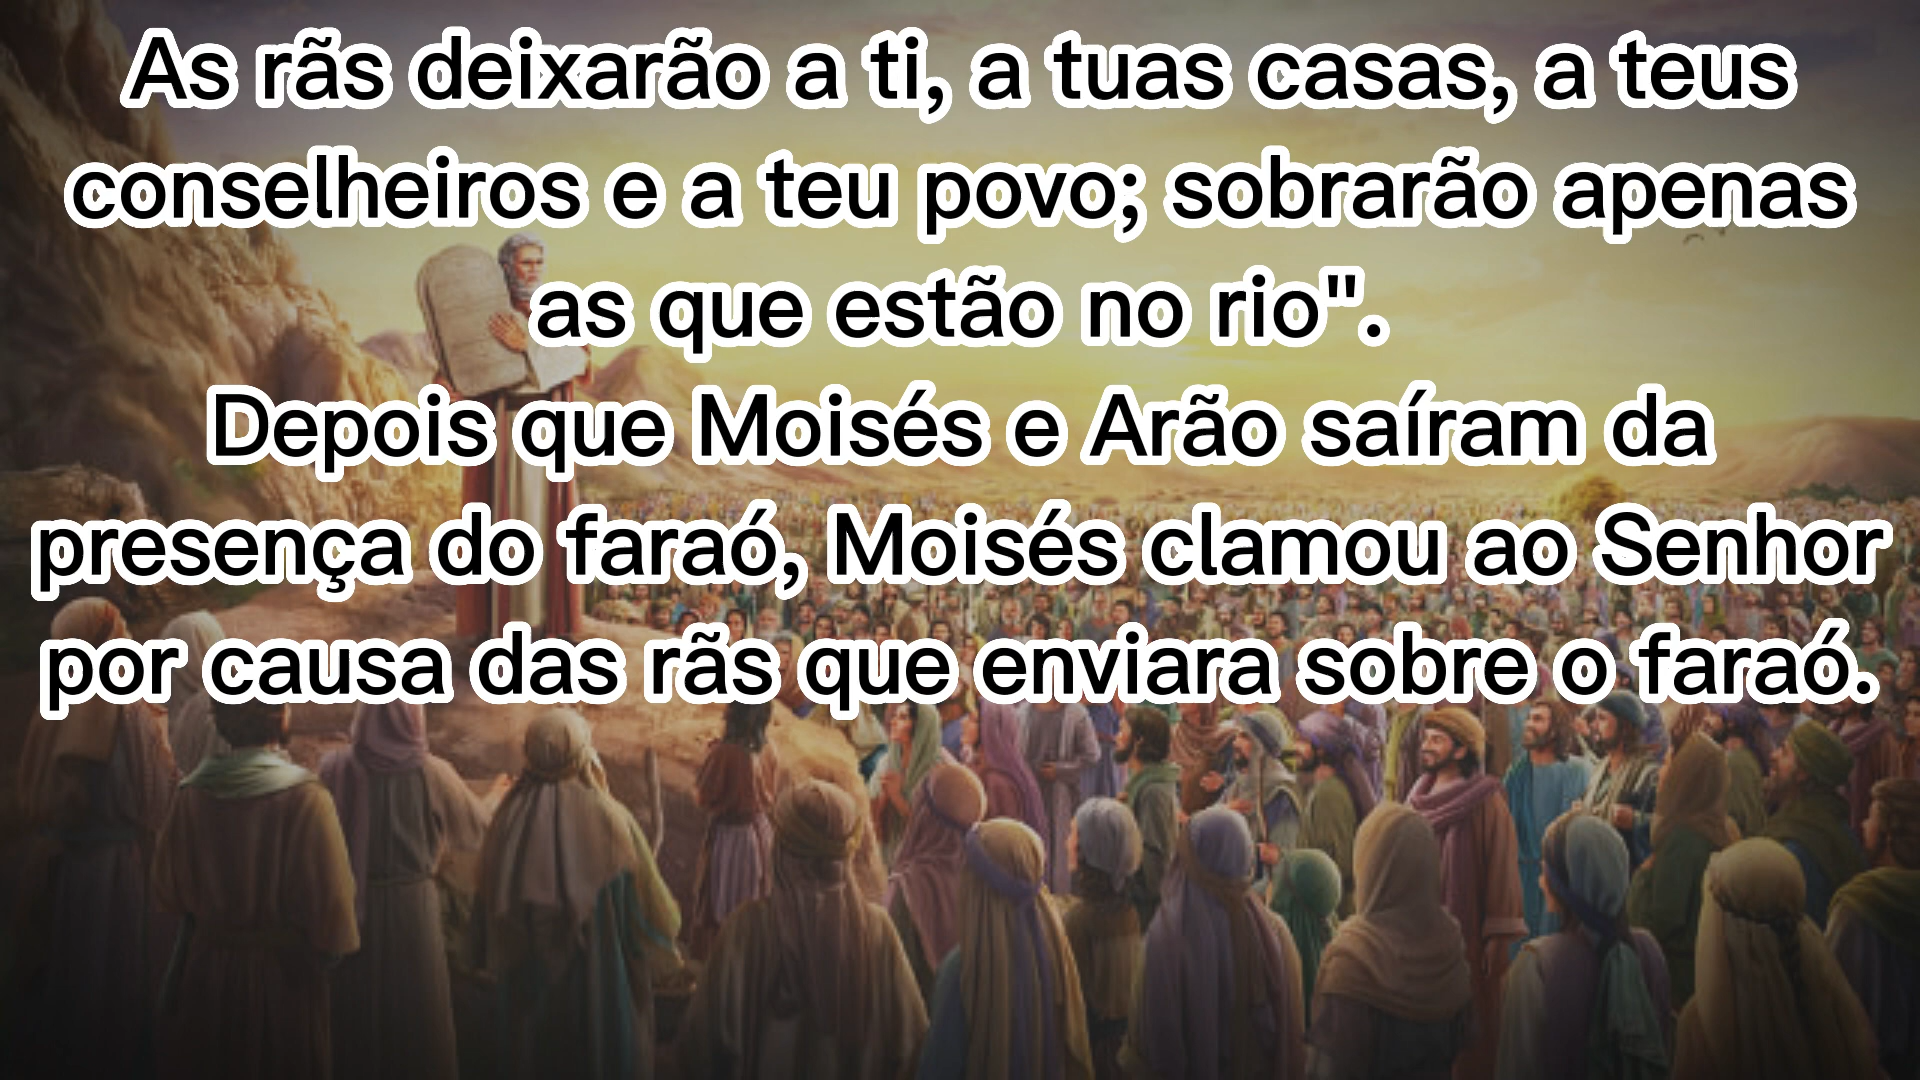 As rãs deixarão a ti, a tuas casas, a teus
conselheiros e a teu povo; sobrarão apenas
as que estão no rio".
Depois que Moisés e Arão saíram da
presença do faraó, Moisés clamou ao Senhor
por causa das rãs que enviara sobre o faraó.